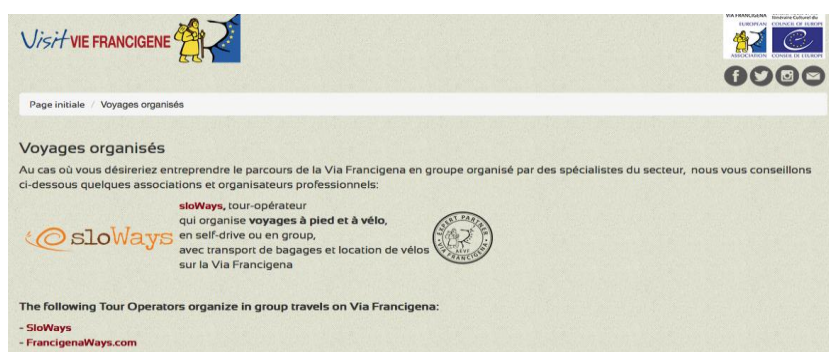 Visit VIE FRANCIGENE
VIA FRANCIGENA
EUROPEAN
ASSOCIATION
Itinéraire Culturel du
COUNCIL OF EUROPE
CONSEIL DE L'EUROPE
Page initiale / Voyages organisés
Voyages organisés
Au cas où vous désireriez entreprendre le parcours de la Via Francigena en groupe organisé par des spécialistes du secteur, nous vous conseillons
ci-dessous quelques associations et organisateurs professionnels:
sloWays
sloWays, tour-opérateur
qui organise voyages à pied et à vélo,
en self-drive ou en group,
avec transport de bagages et location de vélos
sur la Via Francigena
EXPERT PARTNER
AEVF
VIA FRANCIGENA
The following Tour Operators organize in group travels on Via Francigena:
- SloWays
- FrancigenaWays.com